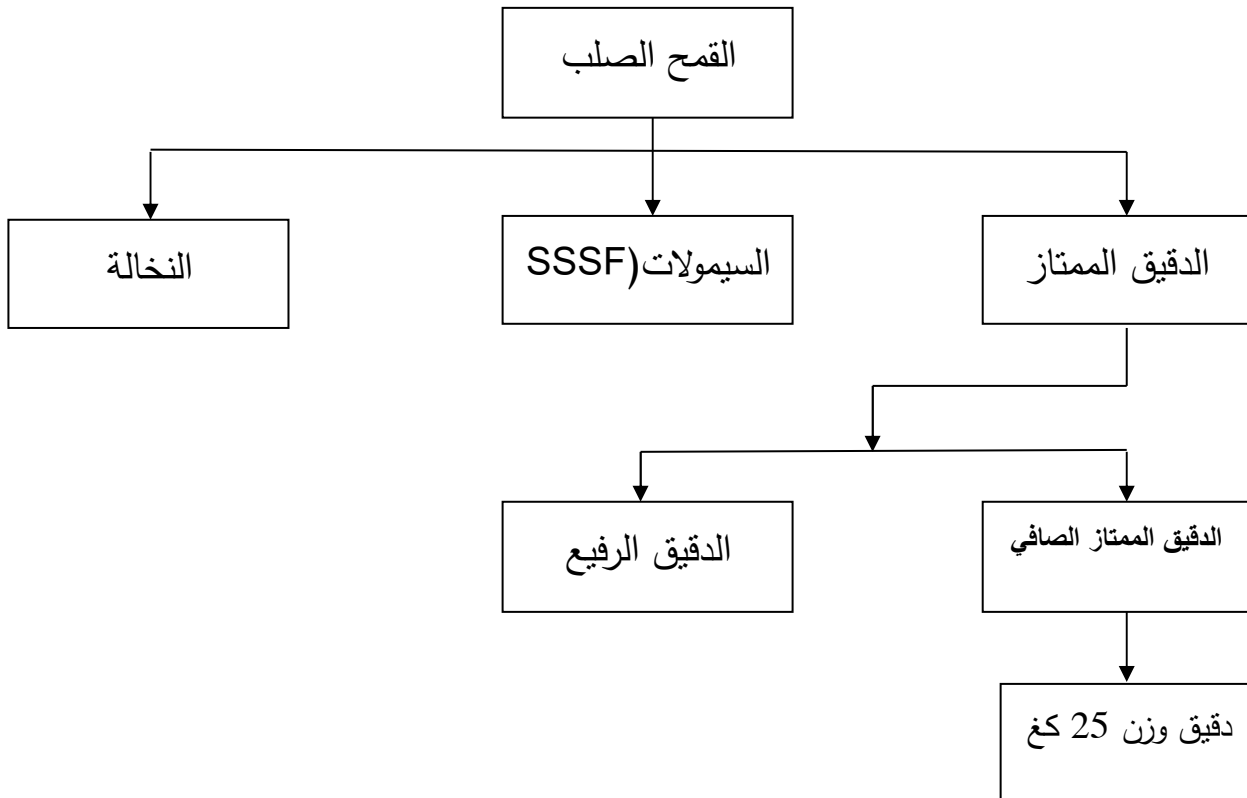 القمح الصلب
الدقيق الممتاز
السيمولات(SSSF
النخالة
الدقيق الممتاز الصافي
الدقيق الرفيع
دقيق وزن 25 كغ